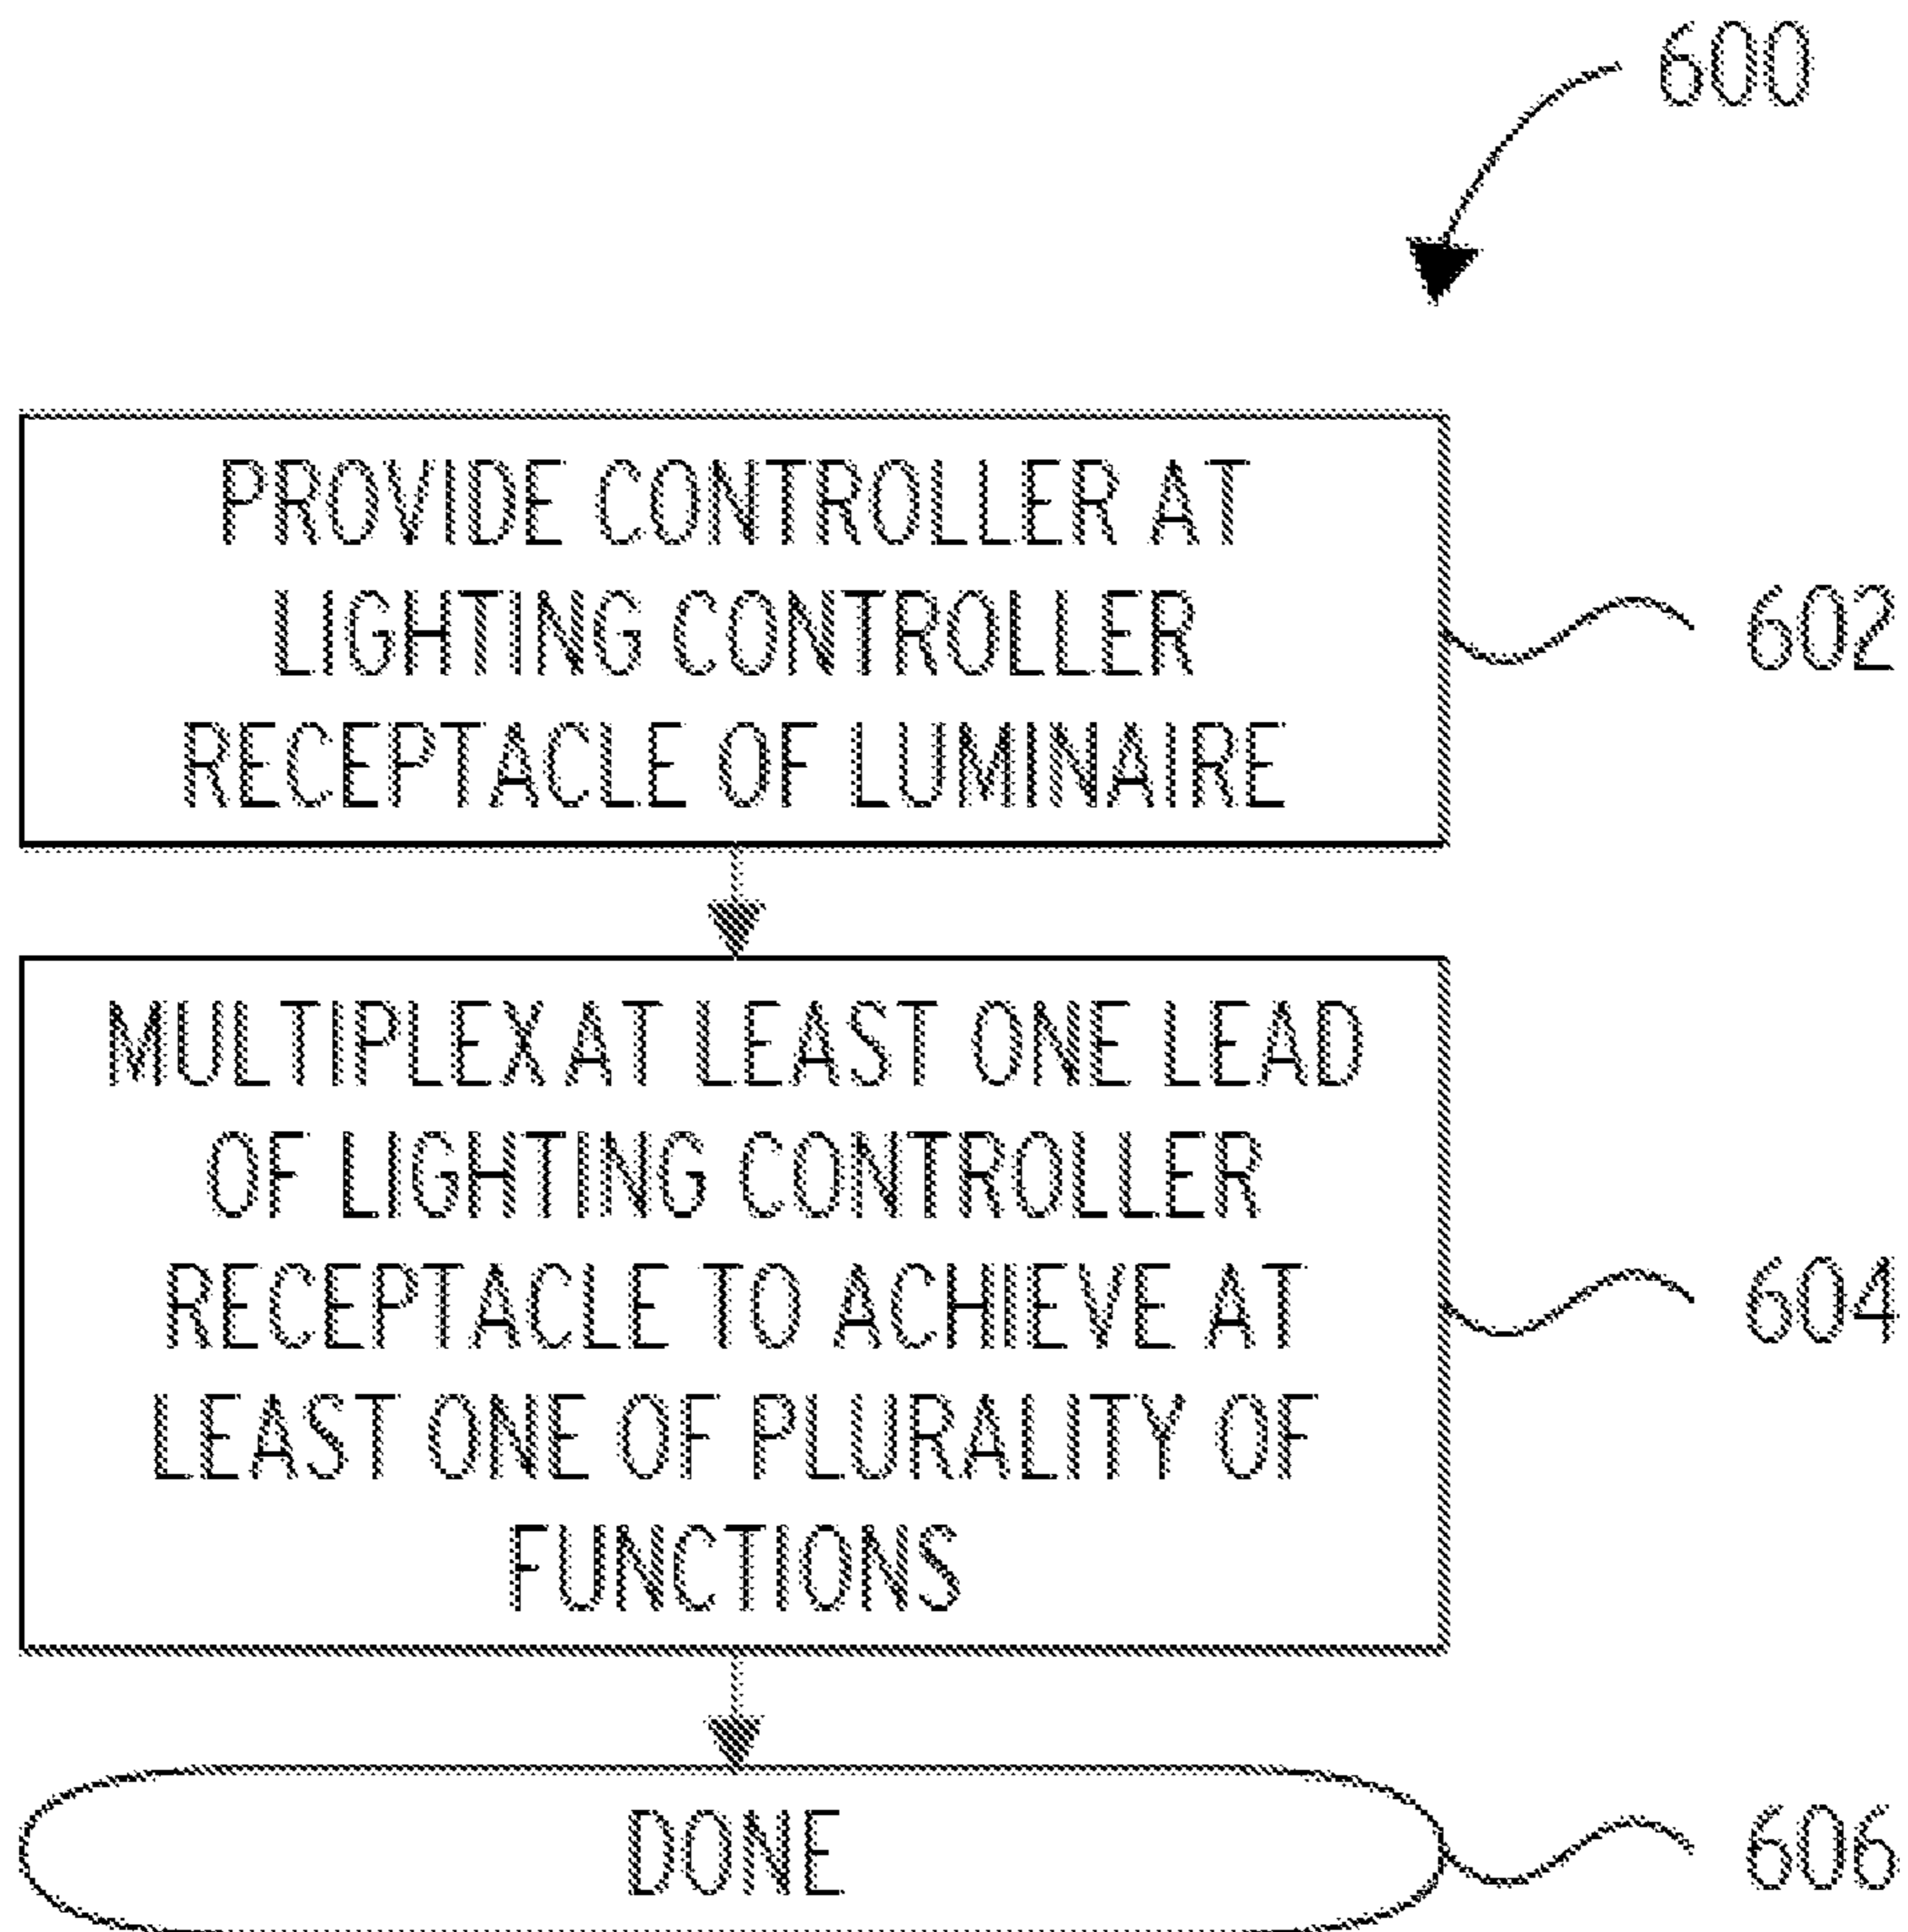 600
PROVIDE CONTROLLER AT
LIGHTING CONTROLLER
RECEPTACLE OF LUMINAIRE
602
MULTIPLEX AT LEAST ONE LEAD
OF LIGHTING CONTROLLER
RECEPTACLE TO ACHIEVE AT
LEAST ONE OF PLURALITY OF
FUNCTIONS
604
DONE
606